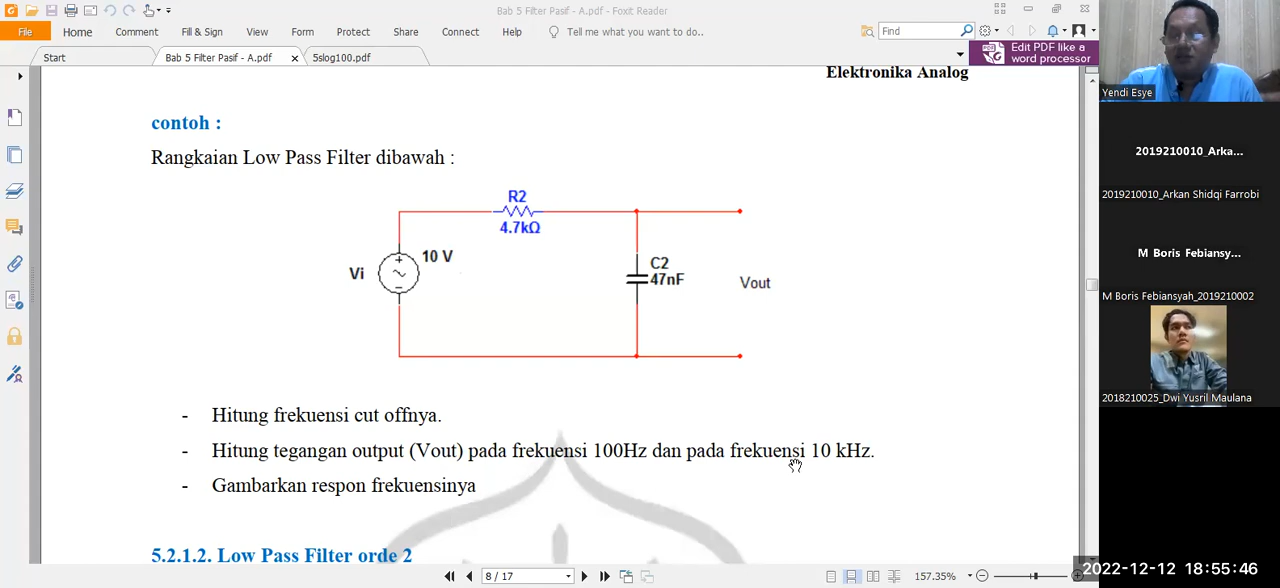 Bab 5 Filter Pasif - A.pdf - Foxit Reader
File Home Comment Fill & Sign View Form Protect Share Connect Help Tell me what you want to do.. Find
Start Bab 5 Filter Pasif - A.pdf 5slog100.pdf
Edit PDF like a
word processor
Elektronika Analog
contoh :
Rangkaian Low Pass Filter dibawah :
R2
4.7kΩ
10 V
Vi
C2
47nF
Vout
- Hitung frekuensi cut offnya.
- Hitung tegangan output (Vout) pada frekuensi 100Hz dan pada frekuensi 10 kHz.
- Gambarkan respon frekuensinya
5.2.1.2. Low Pass Filter orde 2
8 / 17
157.35%
Yendi Esye
2019210010_Arka...
2019210010_Arkan Shidqi Farrobi
M Boris Febiansy...
M Boris Febiansyah_2019210002
2018210025_Dwi Yusril Maulana
2022-12-12 18:55:46